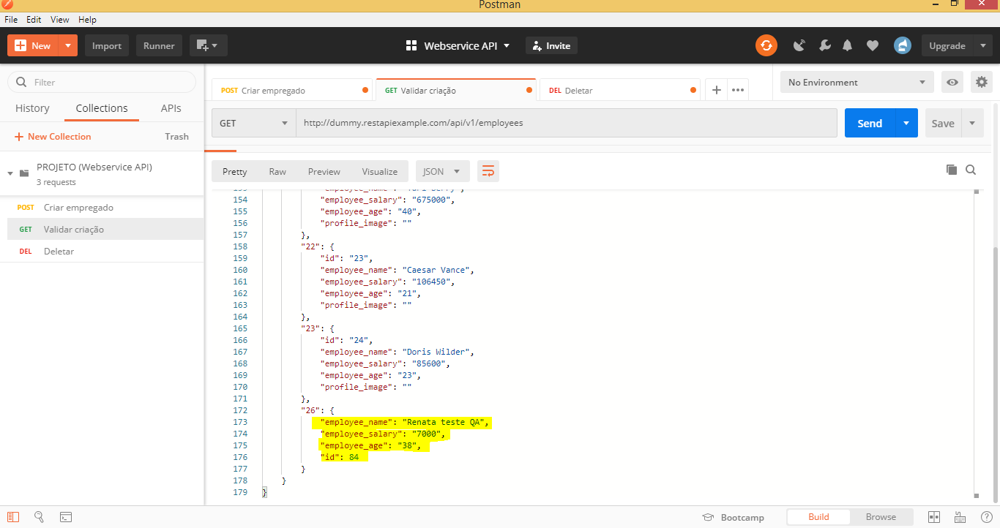 Postman
File Edit View Help
New Import Runner Webservice API Invite Upgrade
Filter
History Collections APIs
+ New Collection Trash
PROJETO (Webservice API)
3 requests
POST Criar empregado
GET Validar criação
DEL Deletar
POST Criar empregado GET Validar criação DEL Deletar + ••• No Environment
GET http://dummy.restapiexample.com/api/v1/employees Send Save
Pretty Raw Preview Visualize JSON
154 "employee_salary": "675000",
155 "employee_age": "40",
156 "profile_image": ""
157 },
158 "22": {
159 "id": "23",
160 "employee_name": "Caesar Vance",
161 "employee_salary": "106450",
162 "employee_age": "21",
163 "profile_image": ""
164 },
165 "23": {
166 "id": "24",
167 "employee_name": "Doris Wilder",
168 "employee_salary": "85600",
169 "employee_age": "23",
170 "profile_image": ""
171 },
172 "26": {
173 "employee_name": "Renata teste QA",
174 "employee_salary": "7000",
175 "employee_age": "38",
176 "id": 84
177 }
178 }
179 }
Bootcamp Build Browse